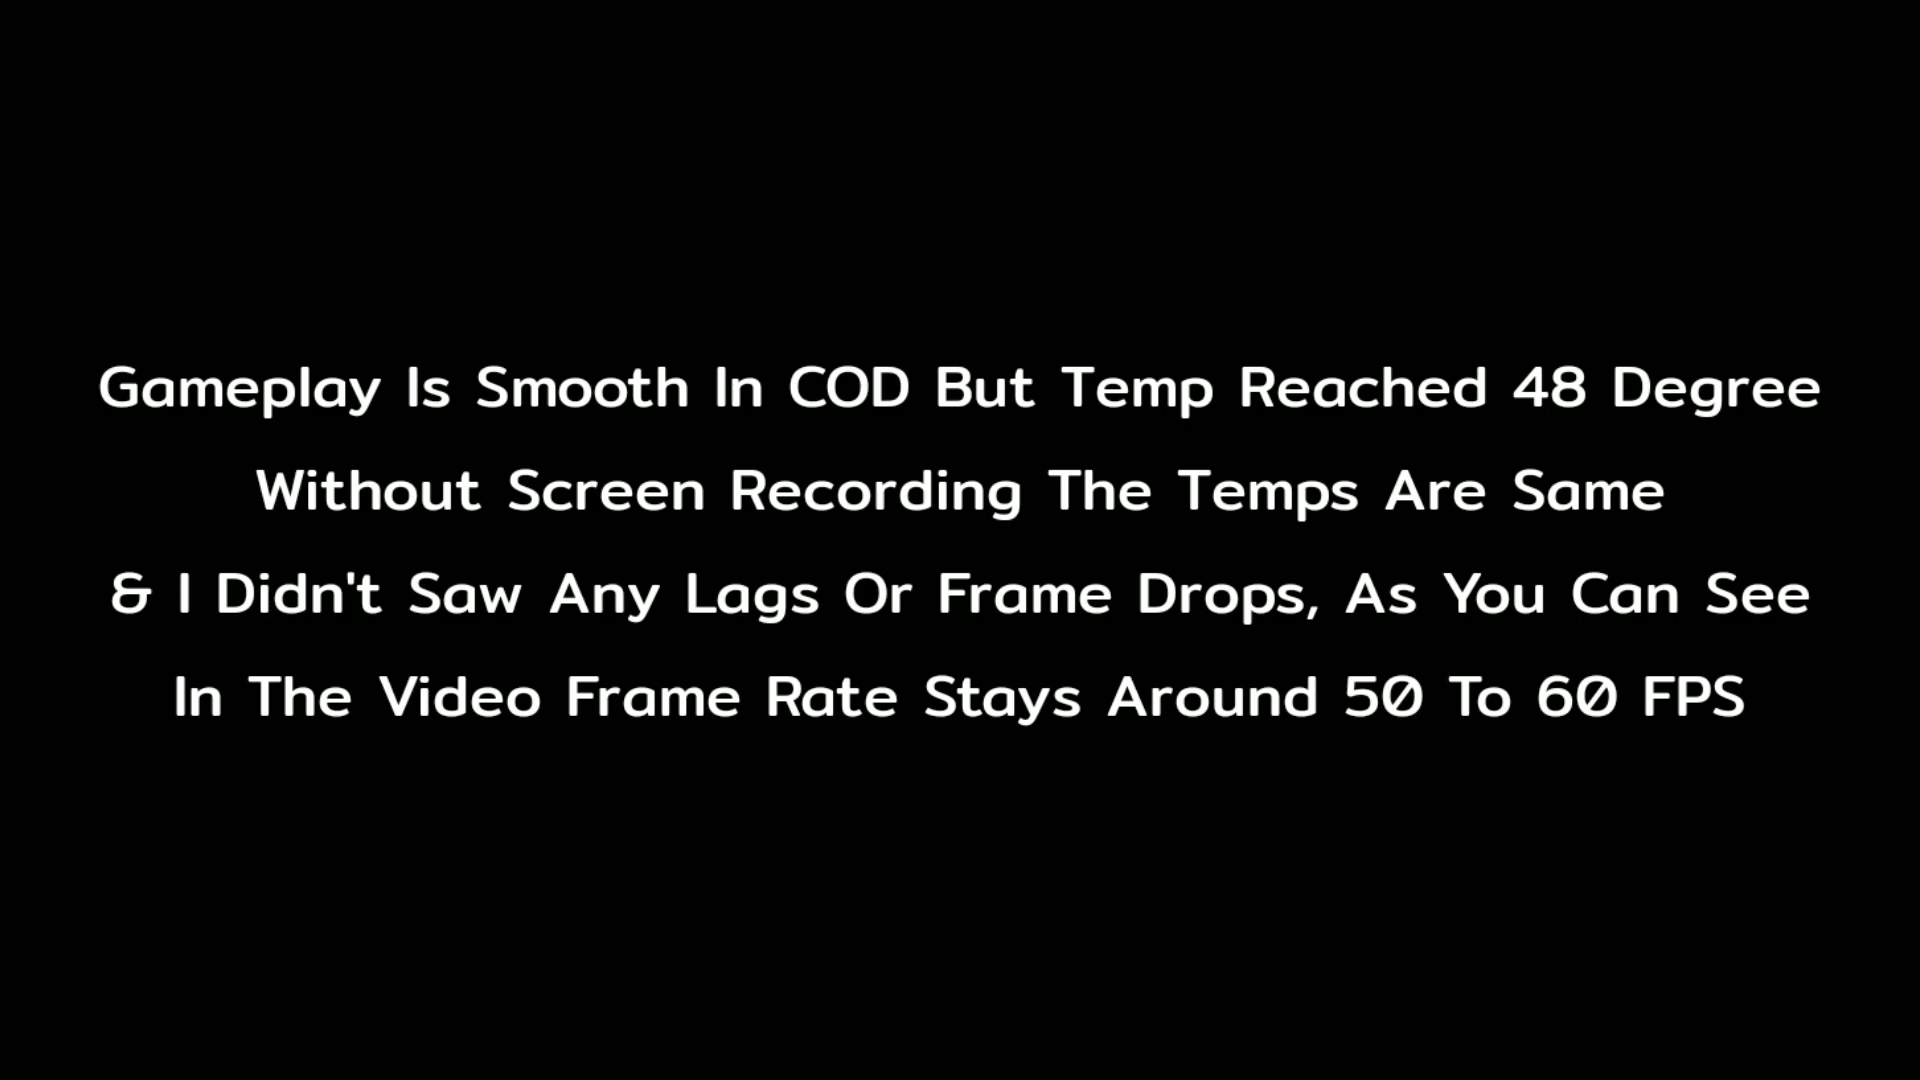 Gameplay Is Smooth In COD But Temp Reached 48 Degree
Without Screen Recording The Temps Are Same
& I Didn't Saw Any Lags Or Frame Drops, As You Can See
In The Video Frame Rate Stays Around 50 To 60 FPS